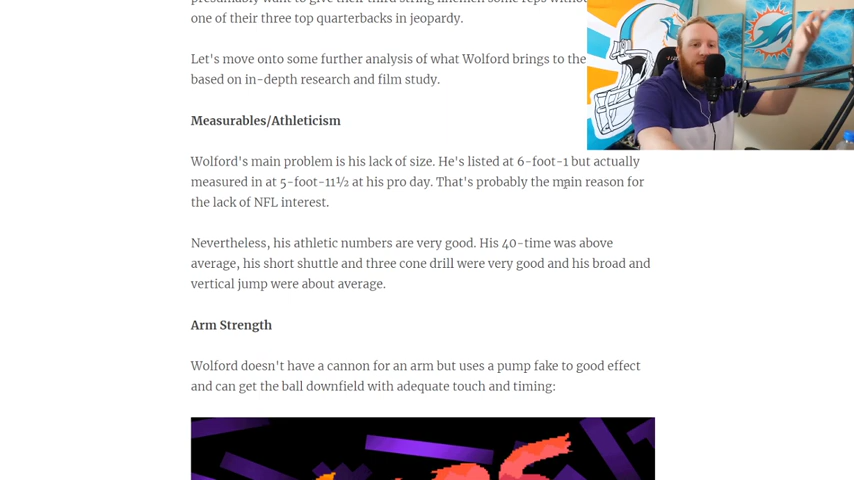 one of their three top quarterbacks in jeopardy.
Let's move onto some further analysis of what Wolford brings to the
based on in-depth research and film study.
Measurables/Athleticism
Wolford's main problem is his lack of size. He's listed at 6-foot-1 but actually
measured in at 5-foot-11½ at his pro day. That's probably the main reason for
the lack of NFL interest.
Nevertheless, his athletic numbers are very good. His 40-time was above
average, his short shuttle and three cone drill were very good and his broad and
vertical jump were about average.
Arm Strength
Wolford doesn't have a cannon for an arm but uses a pump fake to good effect
and can get the ball downfield with adequate touch and timing: